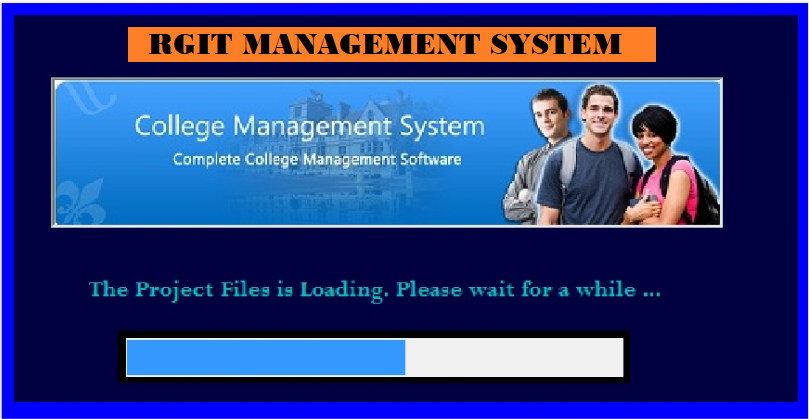 RGIT MANAGEMENT SYSTEM
College Management System
Complete College Management Software
The Project Files is Loading. Please wait for a while ...